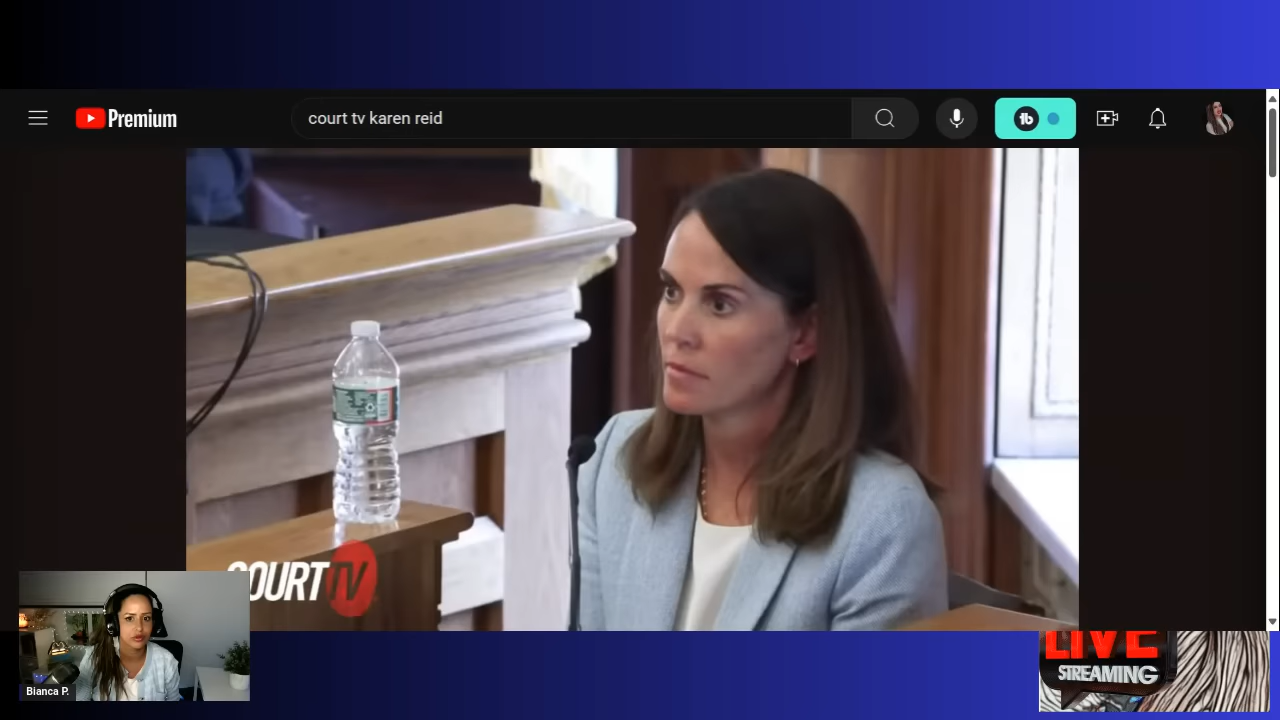 Premium
court tv karen reid
COURT TV
Bianca P.
LIVE
STREAMING